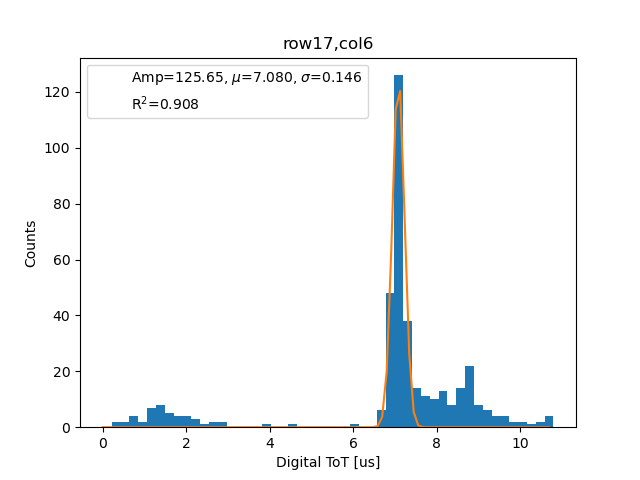 row17,col6
Amp=125.65, μ=7.080, σ=0.146
R²=0.908
120
100
80
60
40
20
0
Counts
0 2 4 6 8 10
Digital ToT [us]